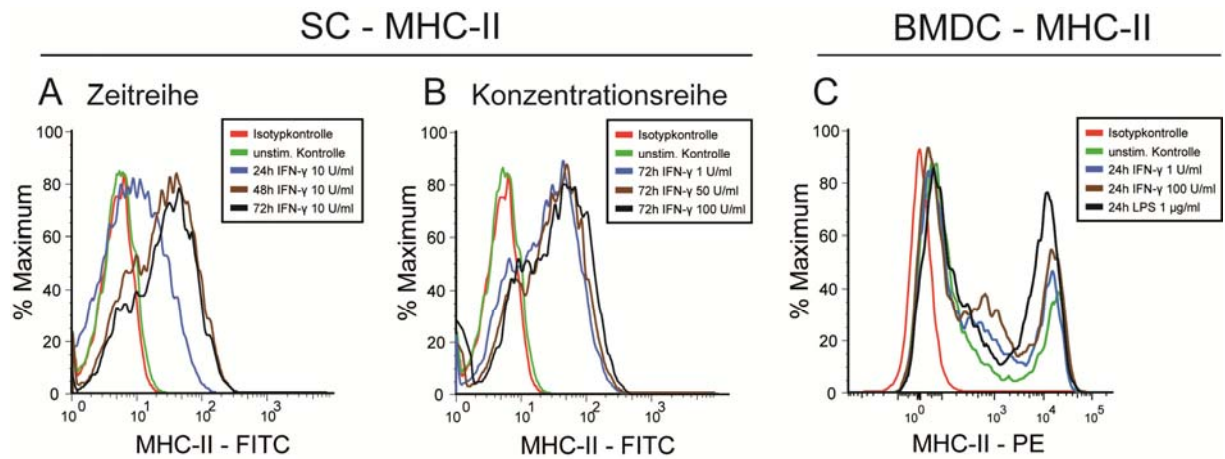 SC - MHC-II
BMDC - MHC-II
A Zeitreihe
% Maximum
100
80
60
40
20
0
Isotypkontrolle
unstim. Kontrolle
24h IFN-γ 10 U/ml
48h IFN-γ 10 U/ml
72h IFN-γ 10 U/ml
10⁰ 10¹ 10² 10³
MHC-II - FITC
B Konzentrationsreihe
% Maximum
100
80
60
40
20
0
Isotypkontrolle
unstim. Kontrolle
72h IFN-γ 1 U/ml
72h IFN-γ 50 U/ml
72h IFN-γ 100 U/ml
10⁰ 10¹ 10² 10³
MHC-II - FITC
C
% Maximum
100
80
60
40
20
0
Isotypkontrolle
unstim. Kontrolle
24h IFN-γ 1 U/ml
24h IFN-γ 100 U/ml
24h LPS 1 µg/ml
10⁰ 10³ 10⁴ 10⁵
MHC-II - PE